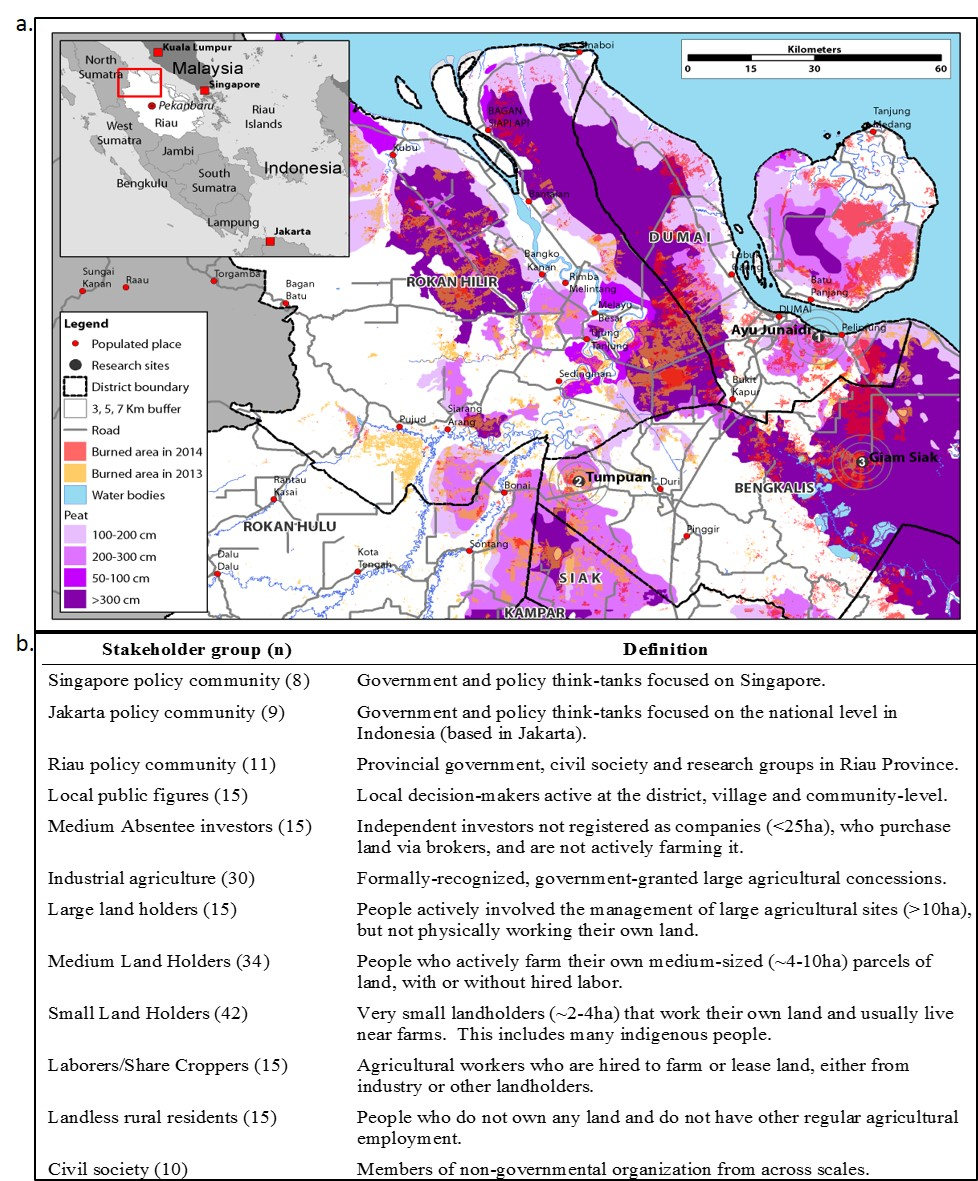 a.
Kuala Lumpur
North
Sumatra
Malaysia
Singapore
Pekanbaru
Riau
Riau
Islands
West
Sumatra
Jambi
Indonesia
Bengkulu
South
Sumatra
Lampung
Jakarta
Kilometers
0 15 30 60
Sinaboi
BAGAN
SIAPI API
Kubu
Bantaian
Tanjung
Medang
DUMAI
Bangko
Kanan
Lubuk
Gaung
Rimba
Melintang
Batu
Panjang
Sungai
Kapan
Raau
Torgamba
Bagan
Batu
ROKAN HILIR
Melayu
Besar
Ujung
Tanjung
DUMAI
Ayu Junaidi
1
Pelintung
Sedinginan
Bukit
Kapur
Legend
Populated place
Research sites
District boundary
3, 5, 7 Km buffer
Road
Burned area in 2014
Burned area in 2013
Water bodies
Peat
100-200 cm
200-300 cm
50-100 cm
>300 cm
Pujud
Siarang
Arang
3
Giam Siak
2
Tumpuan
Duri
Rantau
Kasai
Bonai
BENGKALIS
ROKAN HULU
Pinggir
Dalu
Dalu
Kota
Tengah
Sontang
SIAK
KAMPAR
b.
Stakeholder group (n) Definition
Singapore policy community (8) Government and policy think-tanks focused on Singapore.
Jakarta policy community (9) Government and policy think-tanks focused on the national level in
Indonesia (based in Jakarta).
Riau policy community (11) Provincial government, civil society and research groups in Riau Province.
Local public figures (15) Local decision-makers active at the district, village and community-level.
Medium Absentee investors (15) Independent investors not registered as companies (<25ha), who purchase
land via brokers, and are not actively farming it.
Industrial agriculture (30) Formally-recognized, government-granted large agricultural concessions.
Large land holders (15) People actively involved the management of large agricultural sites (>10ha),
but not physically working their own land.
Medium Land Holders (34) People who actively farm their own medium-sized (~4-10ha) parcels of
land, with or without hired labor.
Small Land Holders (42) Very small landholders (~2-4ha) that work their own land and usually live
near farms. This includes many indigenous people.
Laborers/Share Croppers (15) Agricultural workers who are hired to farm or lease land, either from
industry or other landholders.
Landless rural residents (15) People who do not own any land and do not have other regular agricultural
employment.
Civil society (10) Members of non-governmental organization from across scales.